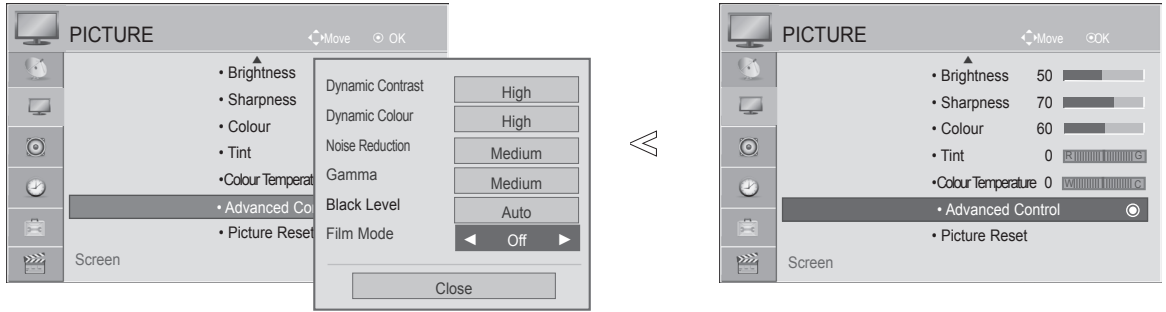 PICTURE
Move OK
• Brightness
• Sharpness
• Colour
• Tint
•Colour Temperat
• Advanced Co
• Picture Reset
Screen
Dynamic Contrast High
Dynamic Colour High
Noise Reduction Medium
Gamma Medium
Black Level Auto
Film Mode ◄ Off ►
Close
PICTURE
Move OK
• Brightness 50
• Sharpness 70
• Colour 60
• Tint 0 R G
•Colour Temperature 0 W C
• Advanced Control
• Picture Reset
Screen